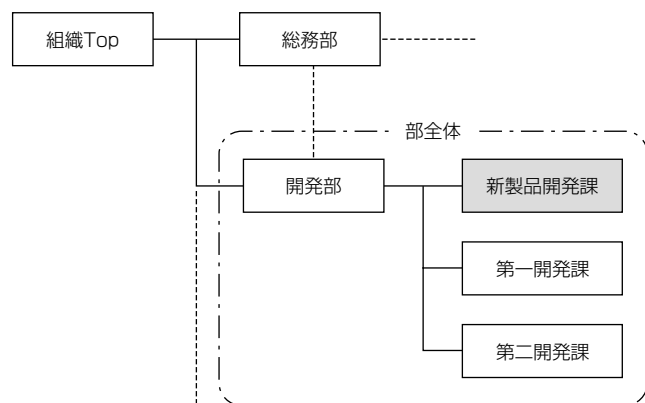 組織Top
総務部
部全体
開発部
新製品開発課
第一開発課
第二開発課